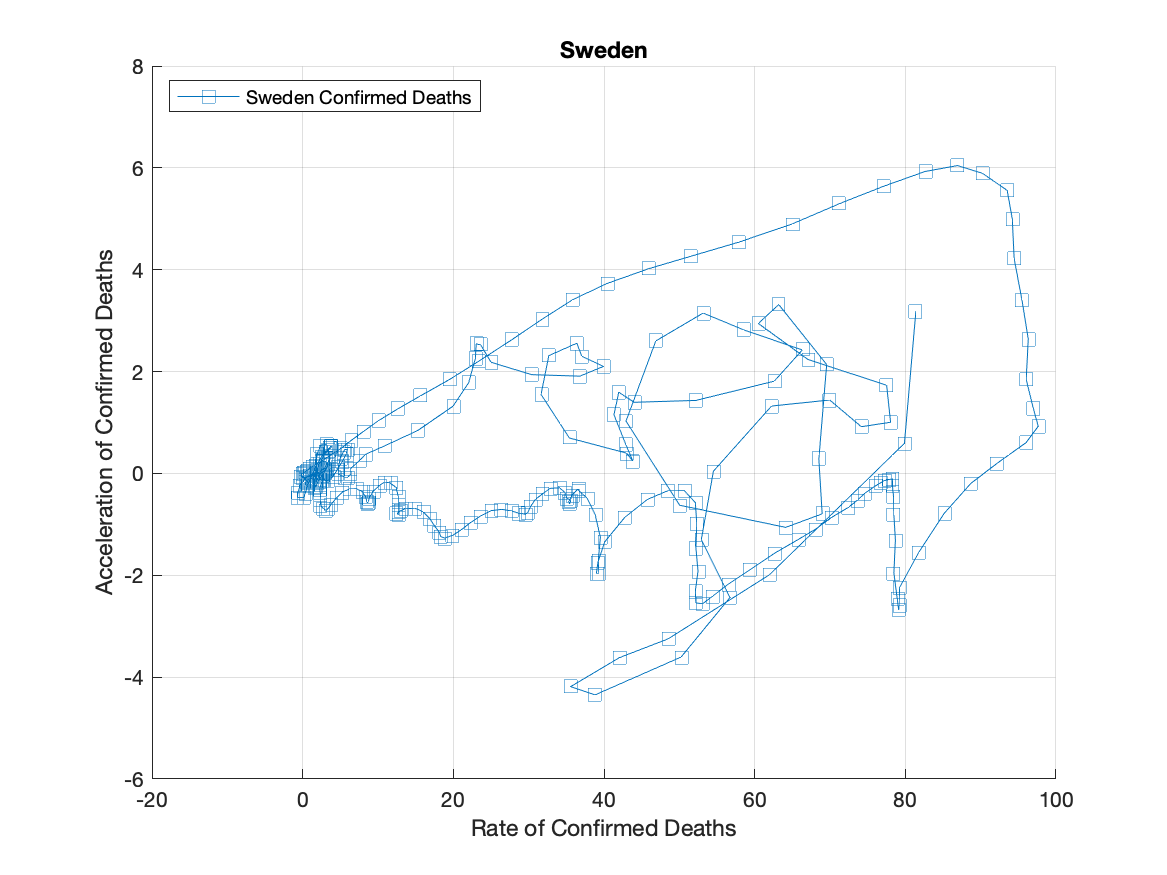 Sweden
Sweden Confirmed Deaths
8
6
4
2
0
-2
-4
-6
Acceleration of Confirmed Deaths
-20 0 20 40 60 80 100
Rate of Confirmed Deaths